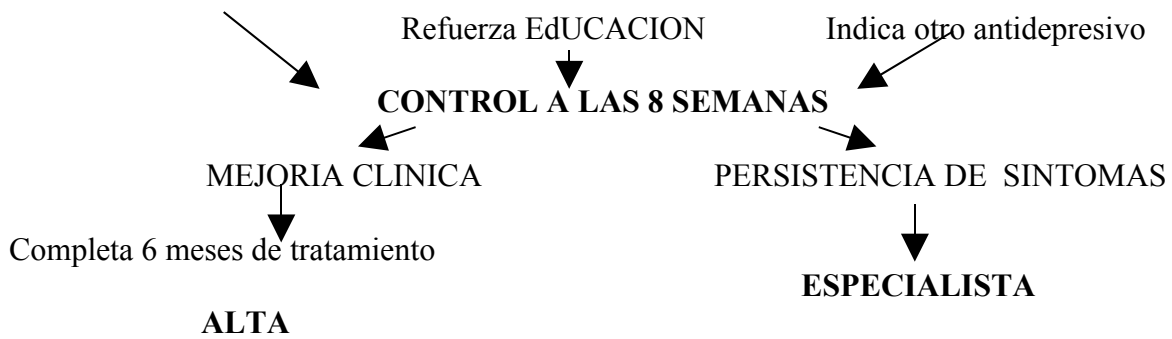 Refuerza EdUCACION Indica otro antidepresivo
CONTROL A LAS 8 SEMANAS
MEJORIA CLINICA PERSISTENCIA DE SINTOMAS
Completa 6 meses de tratamiento
ESPECIALISTA
ALTA